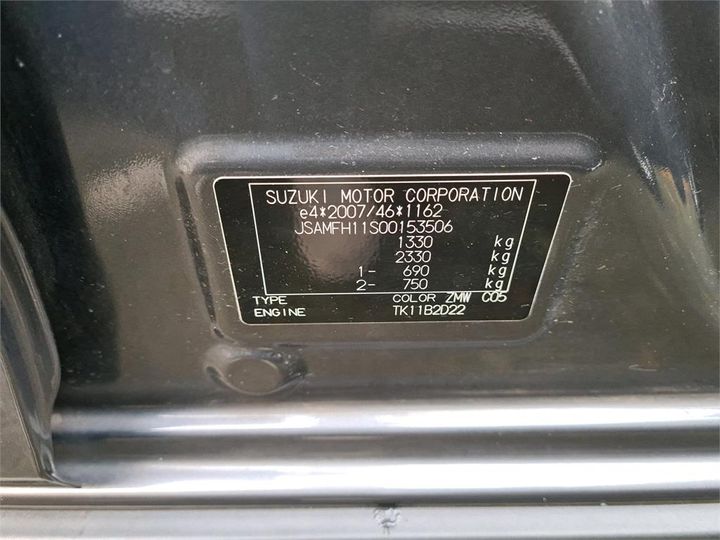 SUZUKI MOTOR CORPORATION
e4*2007/46*1162
JSAMFH11S00153506
1330 kg
2330 kg
1- 690 kg
2- 750 kg
TYPE COLOR ZMW C05
ENGINE TK11B2D22